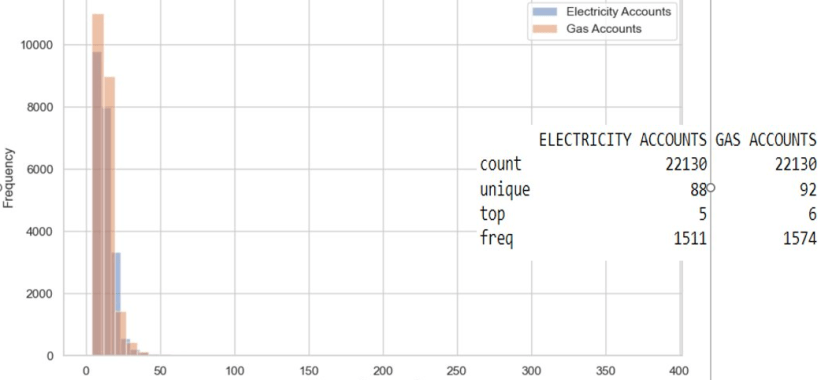 Electricity Accounts
Gas Accounts
10000
8000
6000
4000
2000
0
Frequency
0 50 100 150 200 250 300 350 400
ELECTRICITY ACCOUNTS GAS ACCOUNTS
count 22130 22130
unique 88 92
top 5 6
freq 1511 1574